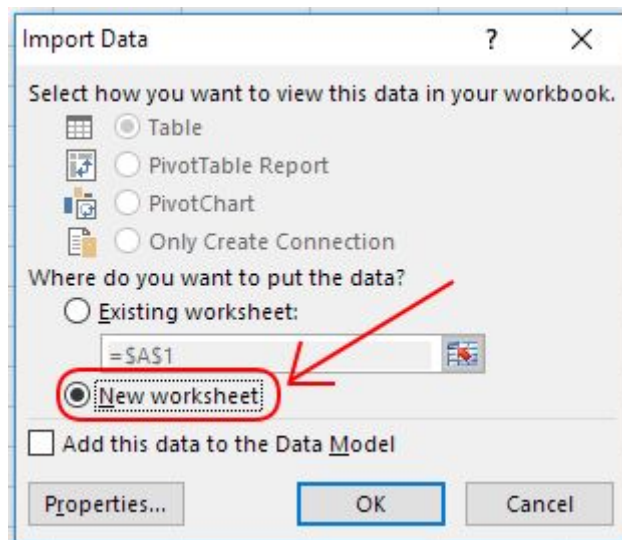 Import Data ? X
Select how you want to view this data in your workbook.
Table
PivotTable Report
PivotChart
Only Create Connection
Where do you want to put the data?
Existing worksheet:
=$A$1
New worksheet
Add this data to the Data Model
Properties... OK Cancel